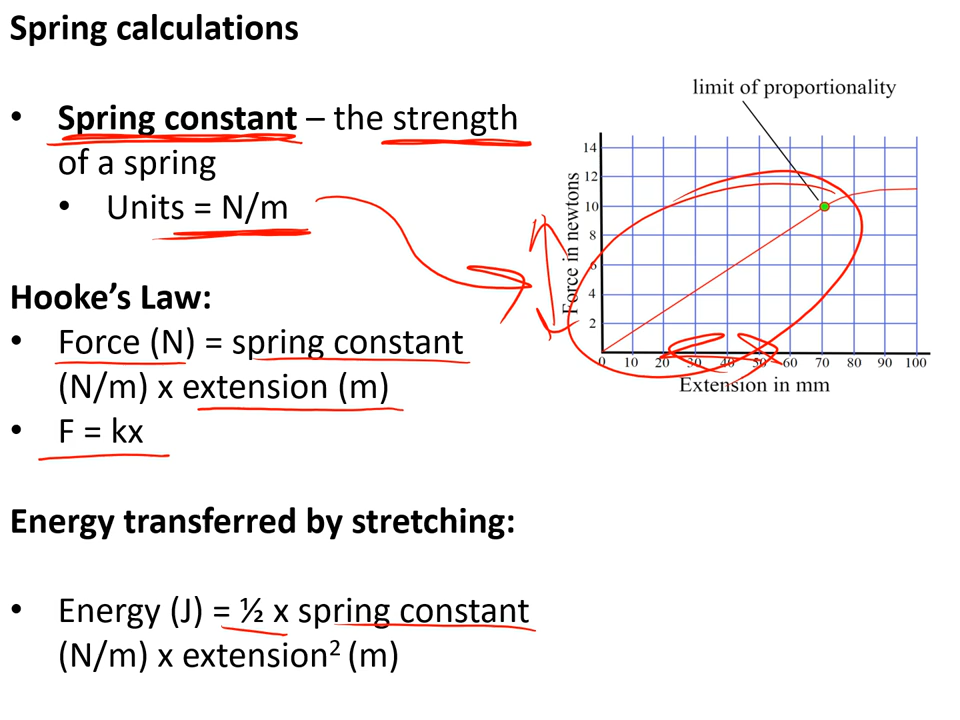 Spring calculations
• Spring constant – the strength
of a spring
• Units = N/m
Hooke’s Law:
• Force (N) = spring constant
(N/m) x extension (m)
• F = kx
Energy transferred by stretching:
• Energy (J) = ½ x spring constant
(N/m) x extension² (m)
limit of proportionality
Force in newtons
14
12
10
8
6
4
2
0 10 20 30 40 50 60 70 80 90 100
Extension in mm